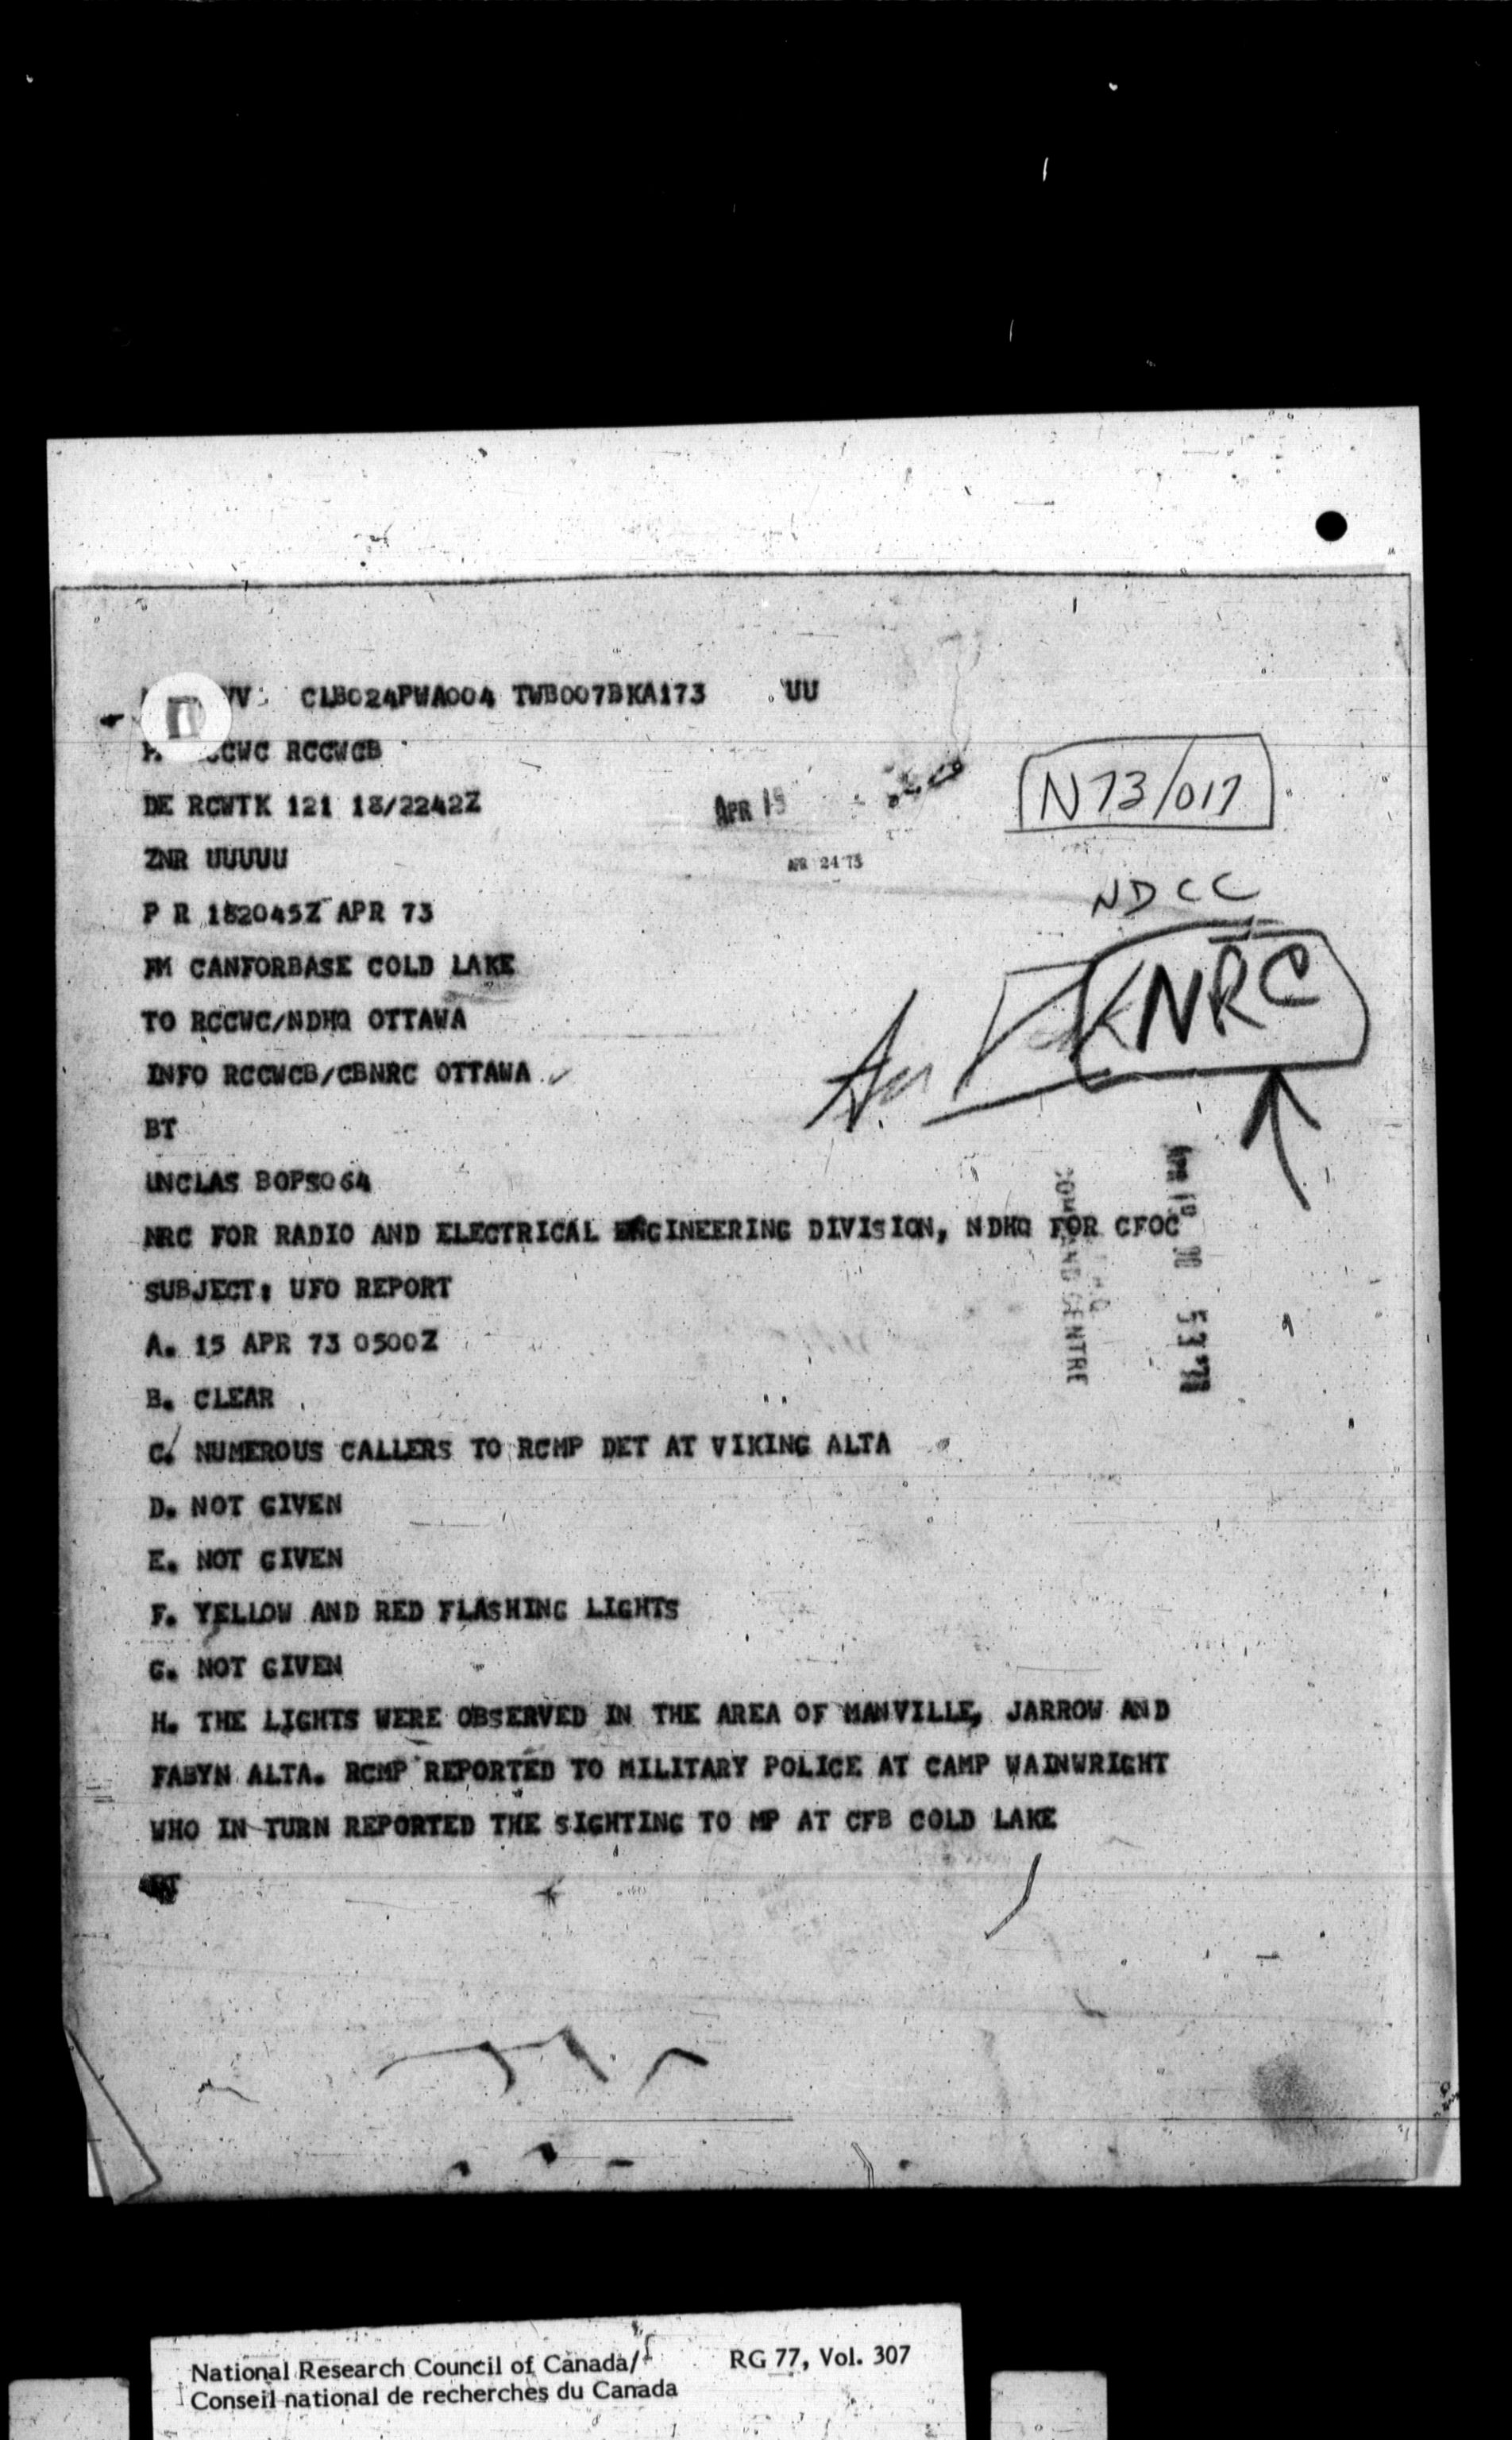 CLB024PWA004 TWB007BKA173 UU
RCCWCB
DE RCWTK 121 18/2242Z
APR 19
N73/017
ZNR UUUUU
APR 24 73
P R 182045Z APR 73
NDCC
FM CANFORBASE COLD LAKE
NRC
TO RCCWC/NDHQ OTTAWA
INFO RCCWCB/CBNRC OTTAWA
BT
UNCLAS BOPS064
NRC FOR RADIO AND ELECTRICAL ENGINEERING DIVISION, NDHQ FOR CFOC
SUBJECT: UFO REPORT
A. 15 APR 73 0500Z
B. CLEAR
C. NUMEROUS CALLERS TO RCMP DET AT VIKING ALTA
D. NOT GIVEN
E. NOT GIVEN
F. YELLOW AND RED FLASHING LIGHTS
G. NOT GIVEN
H. THE LIGHTS WERE OBSERVED IN THE AREA OF MANVILLE, JARROW AND
FABYN ALTA. RCMP REPORTED TO MILITARY POLICE AT CAMP WAINWRIGHT
WHO IN TURN REPORTED THE SIGHTING TO MP AT CFB COLD LAKE
BT
National Research Council of Canada/
Conseil national de recherches du Canada
RG 77, Vol. 307